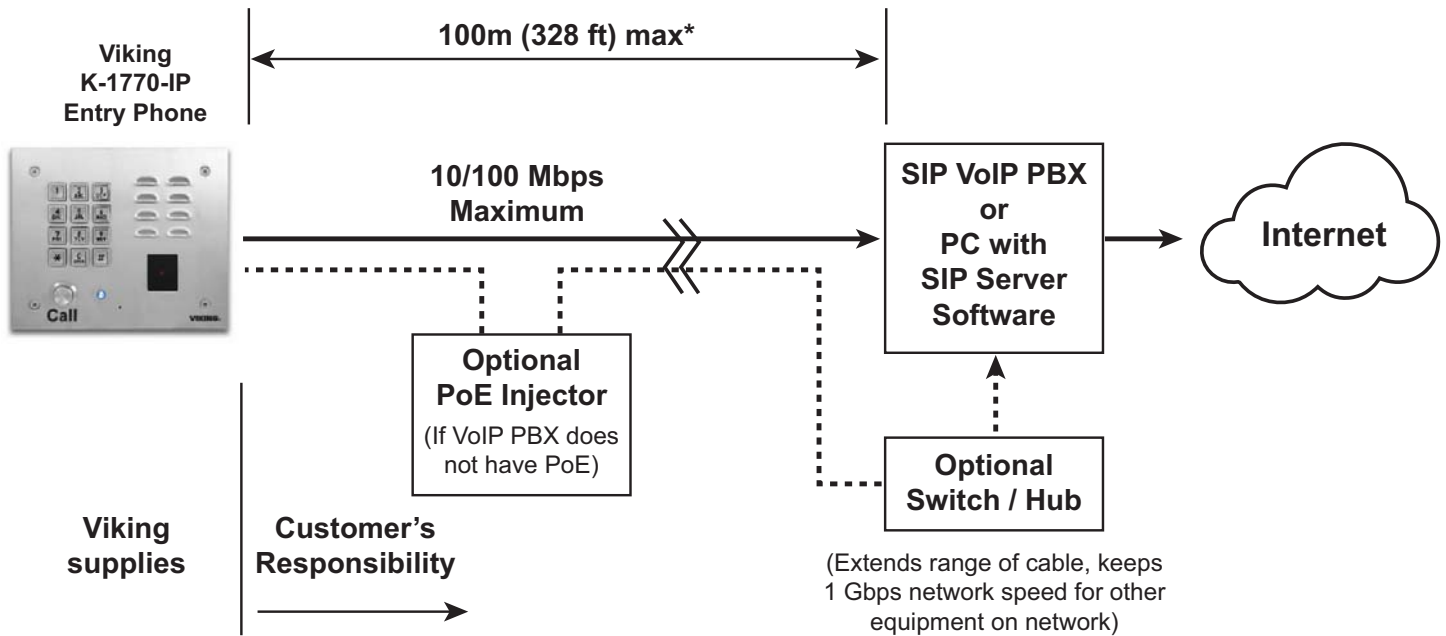 Viking
K-1770-IP
Entry Phone
100m (328 ft) max*
10/100 Mbps
Maximum
Call
VIKING
SIP VoIP PBX
or
PC with
SIP Server
Software
Internet
Optional
PoE Injector
(If VoIP PBX does
not have PoE)
Optional
Switch / Hub
(Extends range of cable, keeps
1 Gbps network speed for other
equipment on network)
Viking
supplies
Customer's
Responsibility